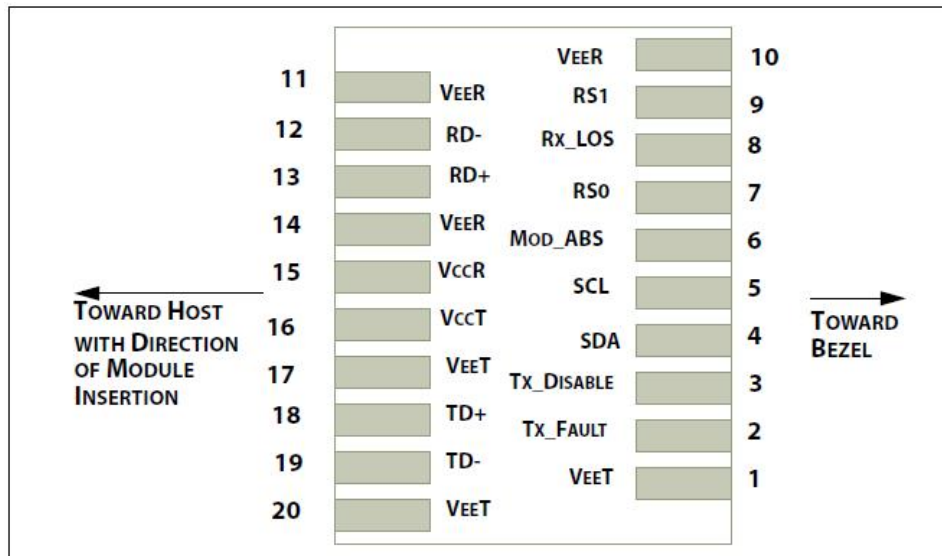 11 VEER
12 RD-
13 RD+
14 VEER
15 VCCR
16 VCCT
17 VEET
18 TD+
19 TD-
20 VEET
VEER 10
RS1 9
RX_LOS 8
RS0 7
MOD_ABS 6
SCL 5
SDA 4
TX_DISABLE 3
TX_FAULT 2
VEET 1
TOWARD HOST
WITH DIRECTION
OF MODULE
INSERTION
TOWARD
BEZEL